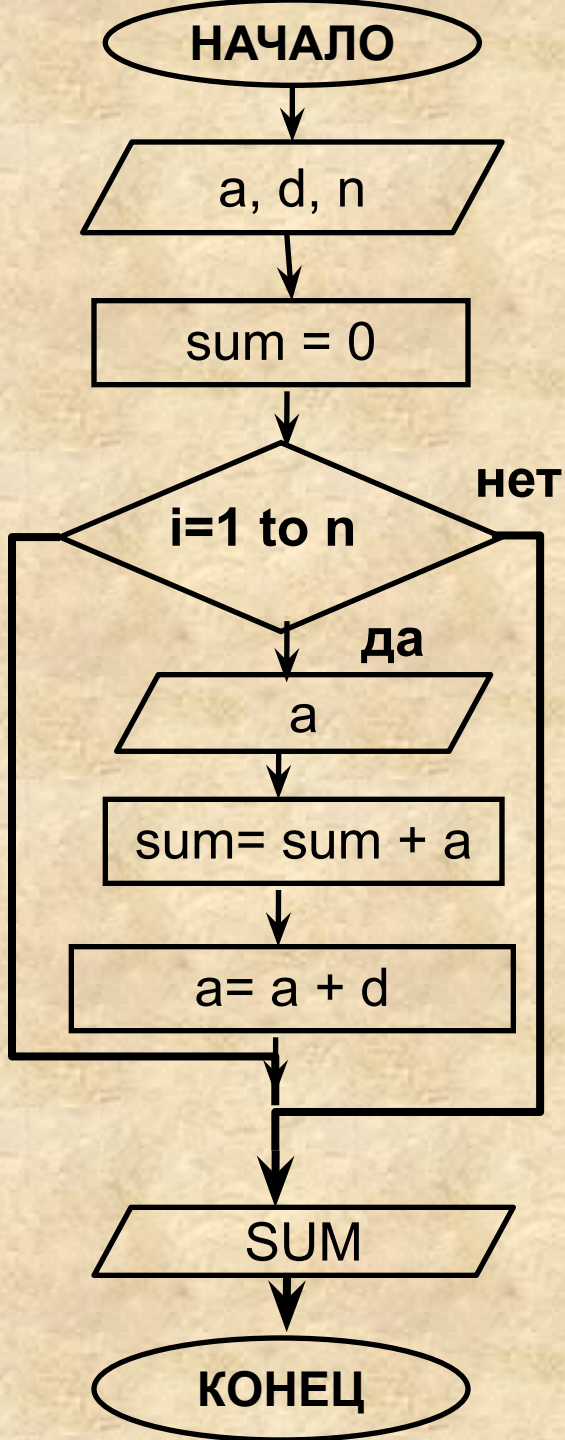 НАЧАЛО
a, d, n
sum = 0
нет
i=1 to n
да
a
sum= sum + a
a= a + d
SUM
КОНЕЦ